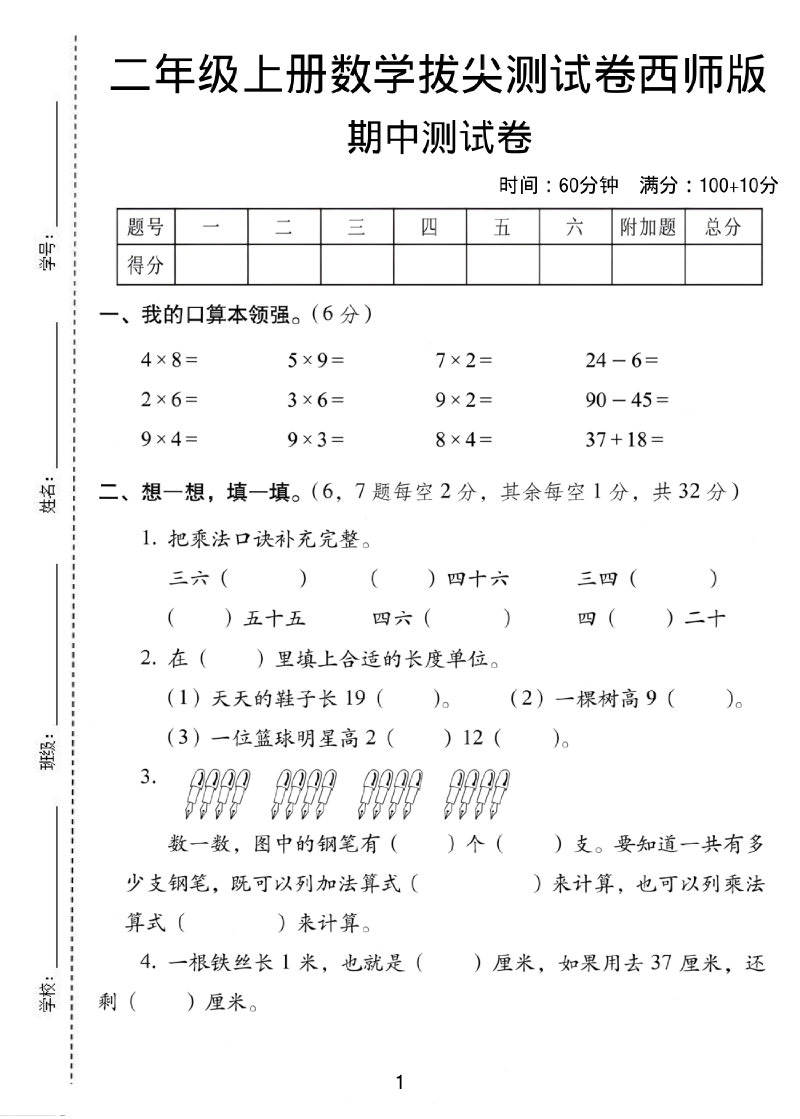 二年级上册数学拔尖测试卷西师版
期中测试卷
时间：60分钟 满分：100+10分
题号 一 二 三 四 五 六 附加题 总分
得分
一、我的口算本领强。（6分）
4×8= 5×9= 7×2= 24－6=
2×6= 3×6= 9×2= 90－45=
9×4= 9×3= 8×4= 37+18=
二、想一想，填一填。（6，7题每空2分，其余每空1分，共32分）
1. 把乘法口诀补充完整。
三六（ ） （ ）四十六 三四（ ）
（ ）五十五 四六（ ） 四（ ）二十
2. 在（ ）里填上合适的长度单位。
（1）天天的鞋子长19（ ）。 （2）一棵树高9（ ）。
（3）一位篮球明星高2（ ）12（ ）。
3.
数一数，图中的钢笔有（ ）个（ ）支。要知道一共有多
少支钢笔，既可以列加法算式（ ）来计算，也可以列乘法
算式（ ）来计算。
4. 一根铁丝长1米，也就是（ ）厘米，如果用去37厘米，还
剩（ ）厘米。
学号：
姓名：
班级：
学校：
1